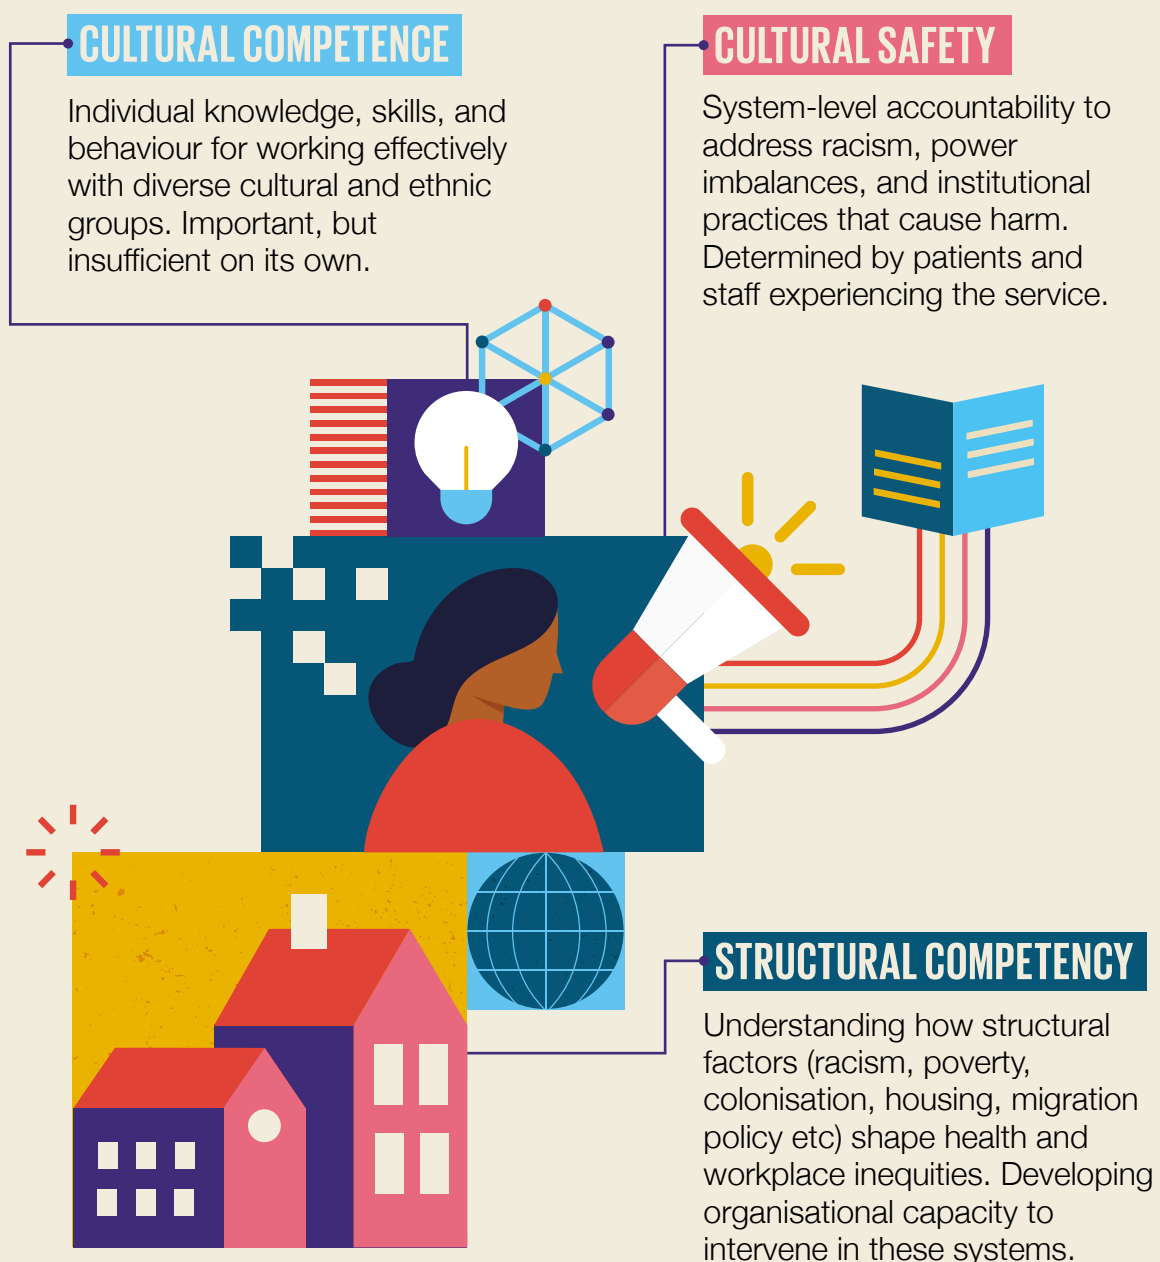 CULTURAL COMPETENCE
Individual knowledge, skills, and
behaviour for working effectively
with diverse cultural and ethnic
groups. Important, but
insufficient on its own.
CULTURAL SAFETY
System-level accountability to
address racism, power
imbalances, and institutional
practices that cause harm.
Determined by patients and
staff experiencing the service.
STRUCTURAL COMPETENCY
Understanding how structural
factors (racism, poverty,
colonisation, housing, migration
policy etc) shape health and
workplace inequities. Developing
organisational capacity to
intervene in these systems.